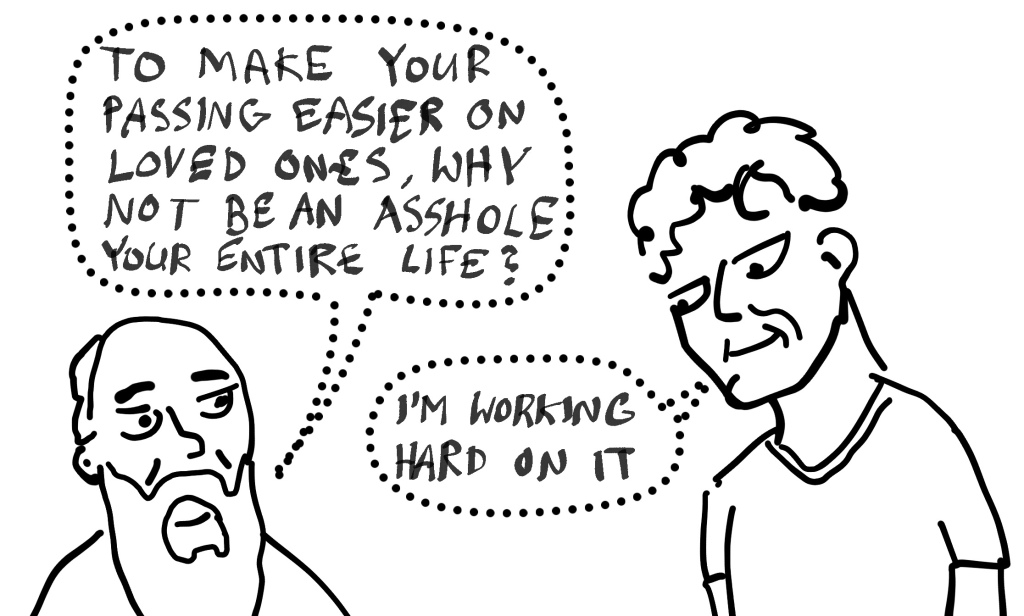 TO MAKE YOUR
PASSING EASIER ON
LOVED ONES, WHY
NOT BE AN ASSHOLE
YOUR ENTIRE LIFE?
I'M WORKING
HARD ON IT